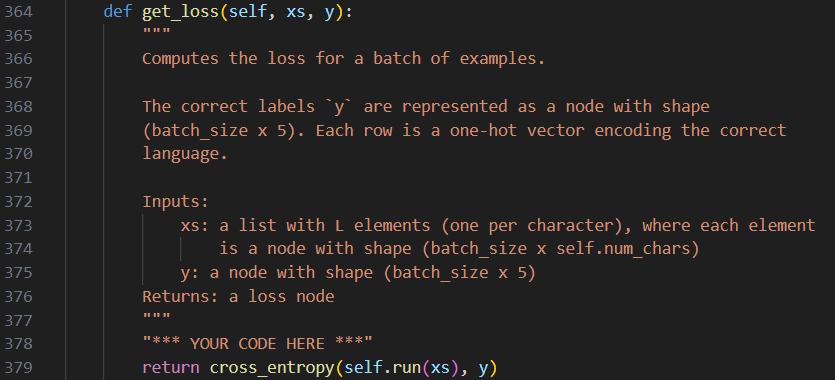 364 def get_loss(self, xs, y):
365 """
366 Computes the loss for a batch of examples.
367
368 The correct labels `y` are represented as a node with shape
369 (batch_size x 5). Each row is a one-hot vector encoding the correct
370 language.
371
372 Inputs:
373 xs: a list with L elements (one per character), where each element
374 is a node with shape (batch_size x self.num_chars)
375 y: a node with shape (batch_size x 5)
376 Returns: a loss node
377 """
378 "*** YOUR CODE HERE ***"
379 return cross_entropy(self.run(xs), y)